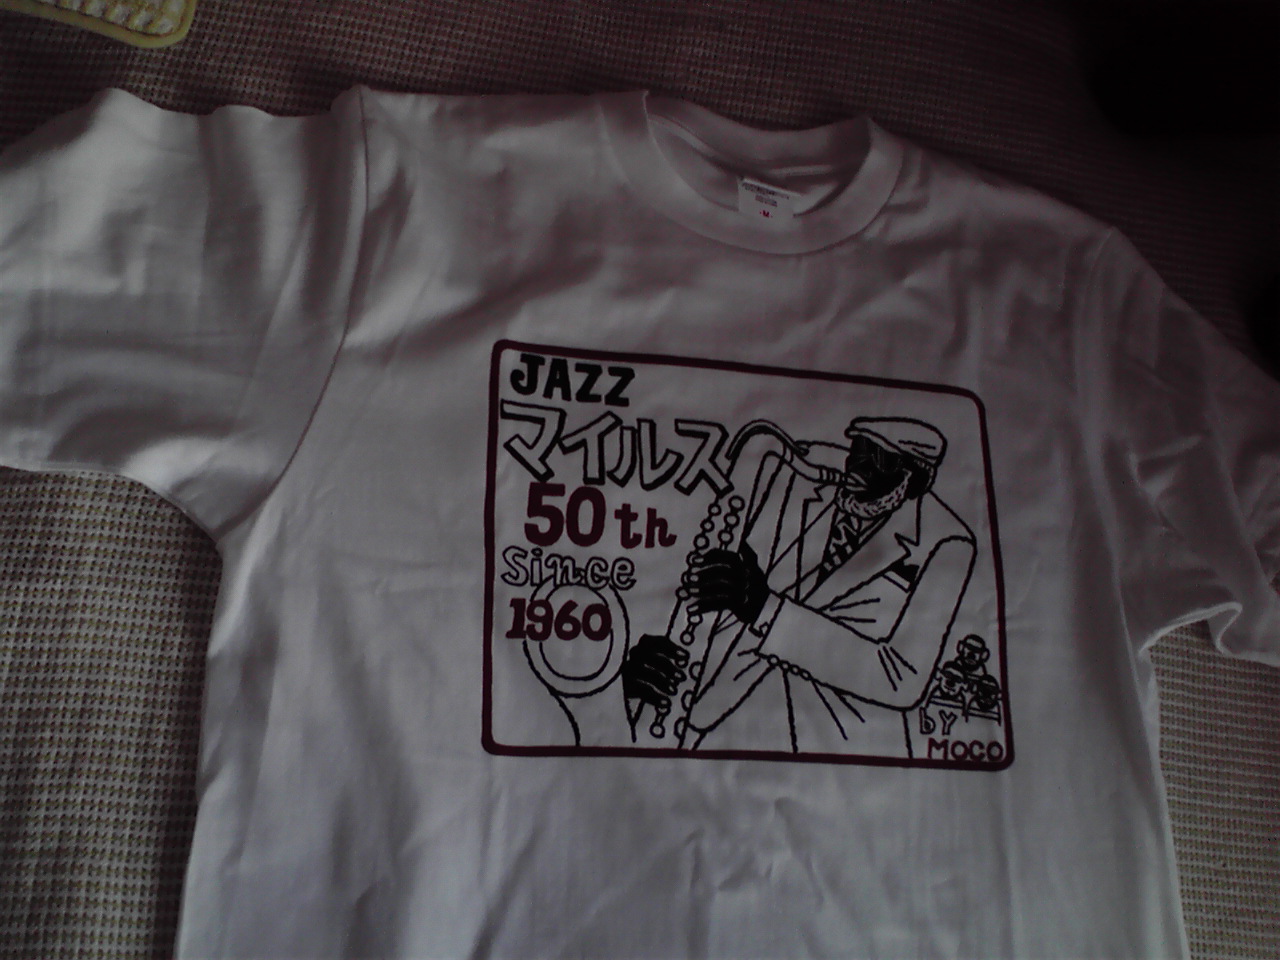 -M-
JAZZ
マイルス
50th
since
1960
by
MOCO